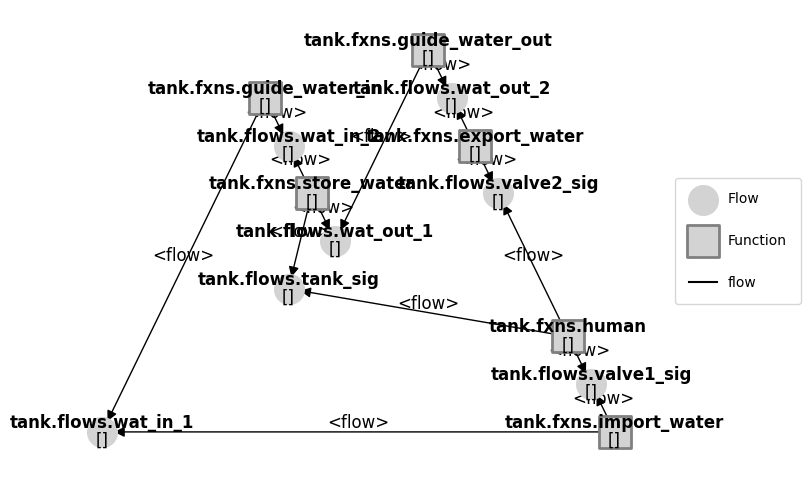 tank.fxns.guide_water_out
[]
<flow>
tank.fxns.guide_water_in
tank.flows.wat_out_2
[]
[]
<flow>
<flow>
tank.flows.wat_in_2
<flow>
tank.fxns.export_water
[]
[]
<flow>
<flow>
tank.fxns.store_water
tank.flows.valve2_sig
[]
[]
<flow>
<flow>
tank.flows.wat_out_1
[]
<flow>
<flow>
tank.flows.tank_sig
[]
<flow>
tank.fxns.human
[]
<flow>
tank.flows.valve1_sig
[]
<flow>
tank.flows.wat_in_1
[]
<flow>
tank.fxns.import_water
[]
Flow
Function
flow